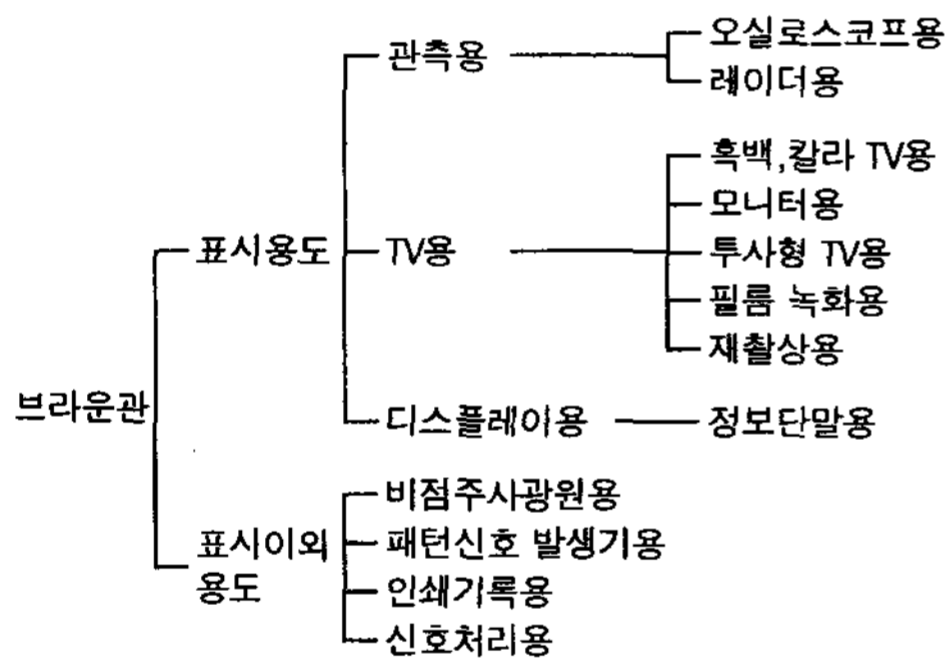 브라운관
표시용도
관측용
오실로스코프용
레이더용
TV용
흑백,칼라 TV용
모니터용
투사형 TV용
필름 녹화용
재촬상용
디스플레이용
정보단말용
표시이외
용도
비점주사광원용
패턴신호 발생기용
인쇄기록용
신호처리용